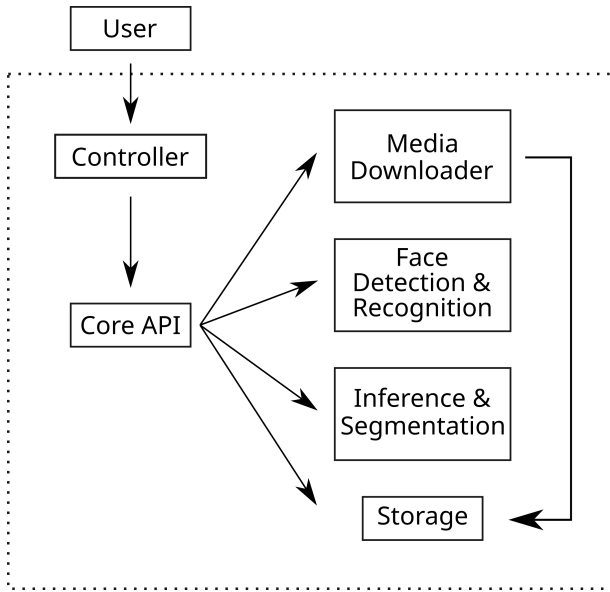 User
Controller
Core API
Media
Downloader
Face
Detection &
Recognition
Inference &
Segmentation
Storage